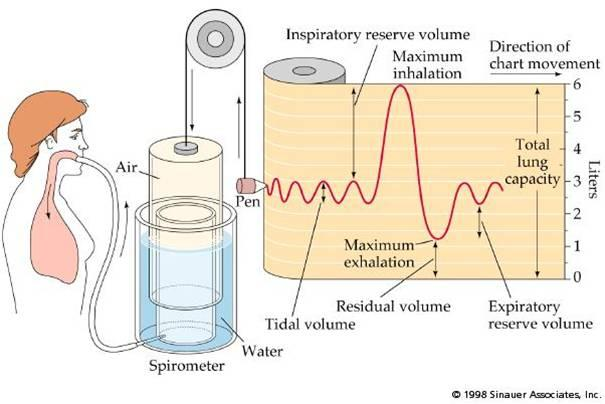 Inspiratory reserve volume
Maximum
inhalation
Direction of
chart movement
6
5
4
3
2
1
0
Liters
Total
lung
capacity
Air
Pen
Maximum
exhalation
Residual volume
Expiratory
reserve volume
Tidal volume
Water
Spirometer
© 1998 Sinauer Associates, Inc.